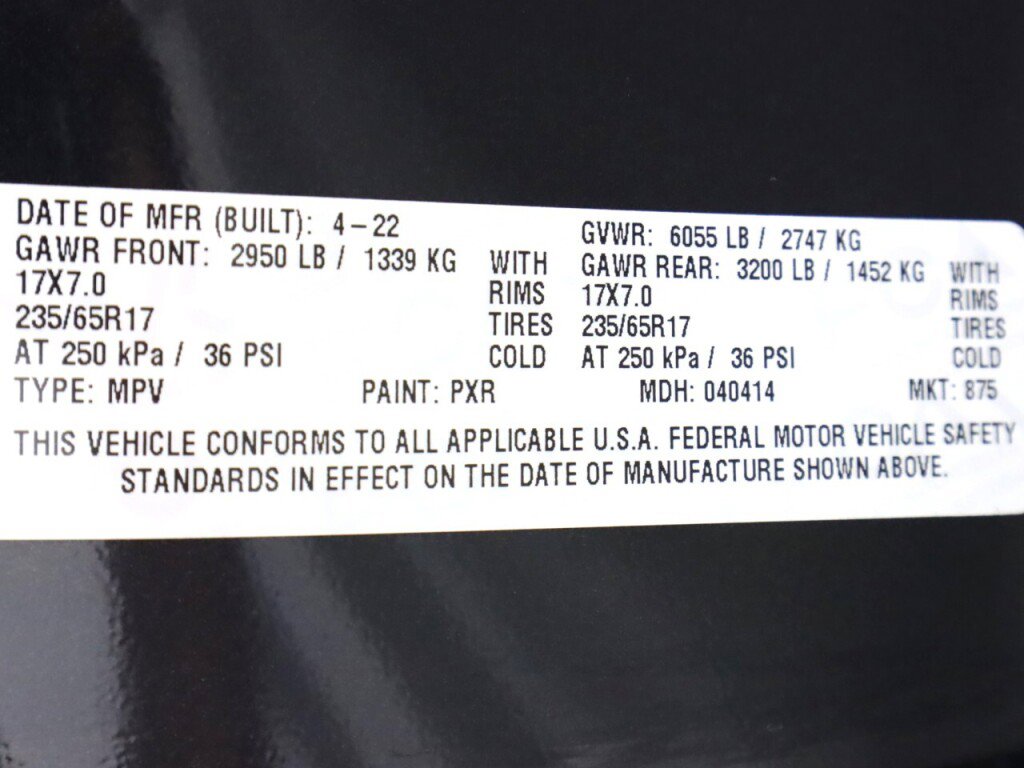 DATE OF MFR (BUILT): 4-22 GVWR: 6055 LB / 2747 KG
GAWR FRONT: 2950 LB / 1339 KG WITH GAWR REAR: 3200 LB / 1452 KG WITH
17X7.0 RIMS 17X7.0 RIMS
235/65R17 TIRES 235/65R17 TIRES
AT 250 kPa / 36 PSI COLD AT 250 kPa / 36 PSI COLD
TYPE: MPV PAINT: PXR MDH: 040414 MKT: 875
THIS VEHICLE CONFORMS TO ALL APPLICABLE U.S.A. FEDERAL MOTOR VEHICLE SAFETY
STANDARDS IN EFFECT ON THE DATE OF MANUFACTURE SHOWN ABOVE.